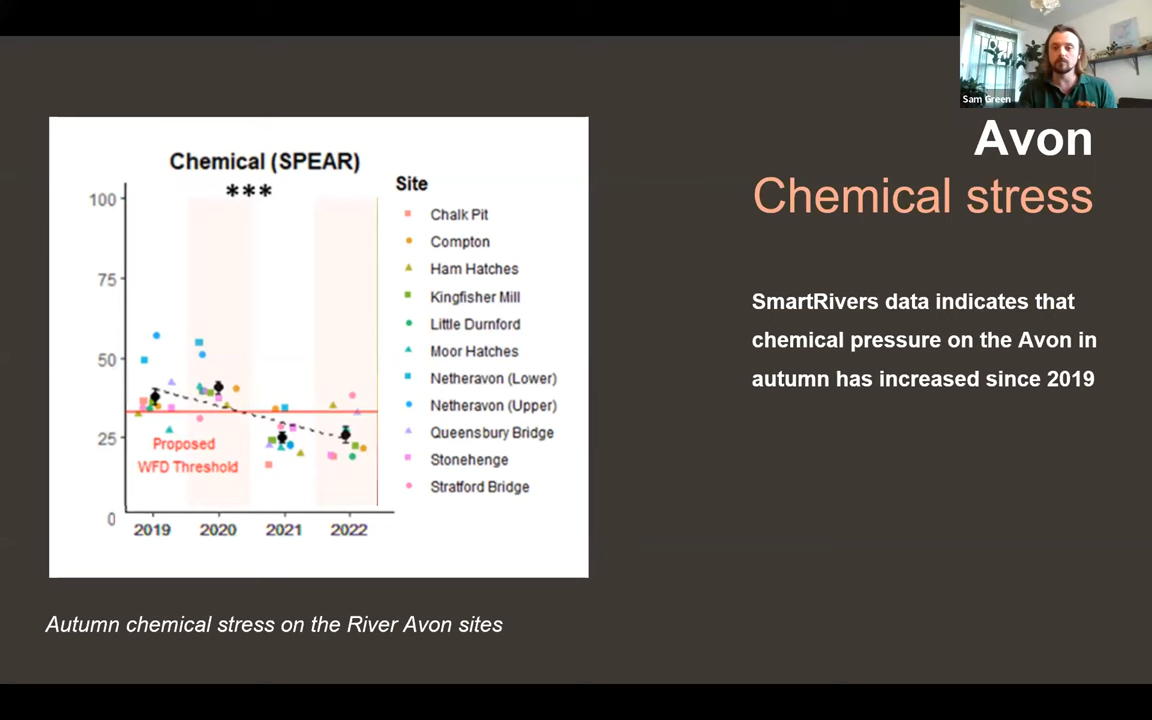 Sam Green
Avon
Chemical stress
SmartRivers data indicates that
chemical pressure on the Avon in
autumn has increased since 2019
Chemical (SPEAR)
***
100
75
50
25
0
Proposed
WFD Threshold
2019 2020 2021 2022
Site
Chalk Pit
Compton
Ham Hatches
Kingfisher Mill
Little Durnford
Moor Hatches
Netheravon (Lower)
Netheravon (Upper)
Queensbury Bridge
Stonehenge
Stratford Bridge
Autumn chemical stress on the River Avon sites